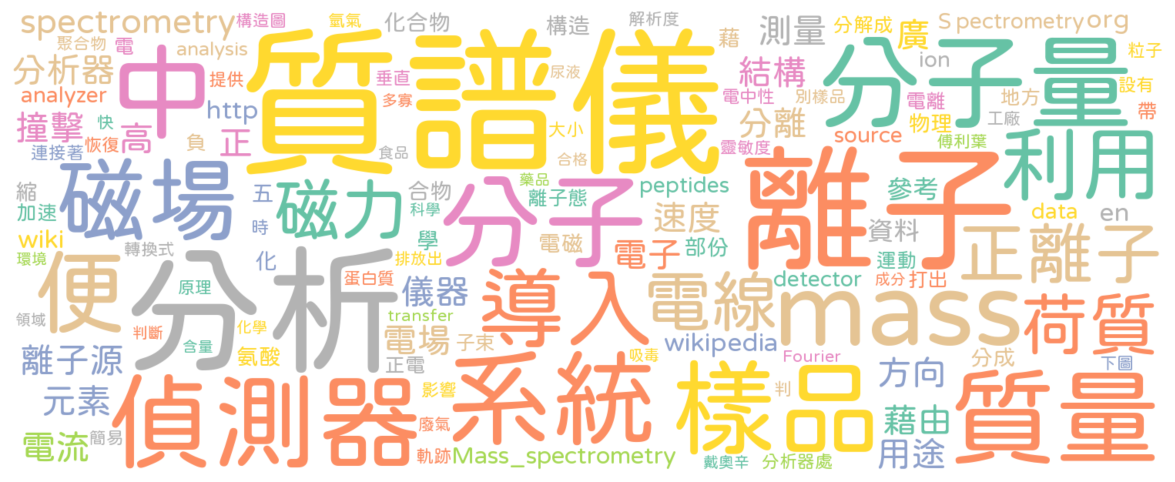 spectrometry
構造圖
氫氣
化合物
構造
解析度
藉
測量
分解成
廣
S pectrometry
org
聚合物
電
analysis
分析器
中
提供
質譜儀
垂直
尿液
結構
分子量
ion
粒子
analyzer
http
多寡
電中性
別樣品
電離
地方
設有
撞擊
快
恢復
高
負
正
大小
分離
source
物理
工廠
帶
連接著
食品
合格
靈敏度
傅利葉
縮
加速
磁場
五
時
磁力
合物
科學
分子
藥品
離子態
peptides
離子
參考
利用
wiki
環境
轉換式
化
學
排放出
電磁
速度
電子
部份
資料
運動
data
en
正離子
便
分析
原理
蛋白質
儀器
導入
電線
detector
成分
打出
mass
荷質
領域
判斷
化學
含量
氨酸
transfer
電場
子束
正電
wikipedia
吸毒
Fourier
離子源
分成
下圖
元素
偵測器
影響
廢氣
系統
樣品
判
方向
質量
藉由
電流
簡易
軌跡
Mass_spectrometry
戴奧辛
分析器處
用途